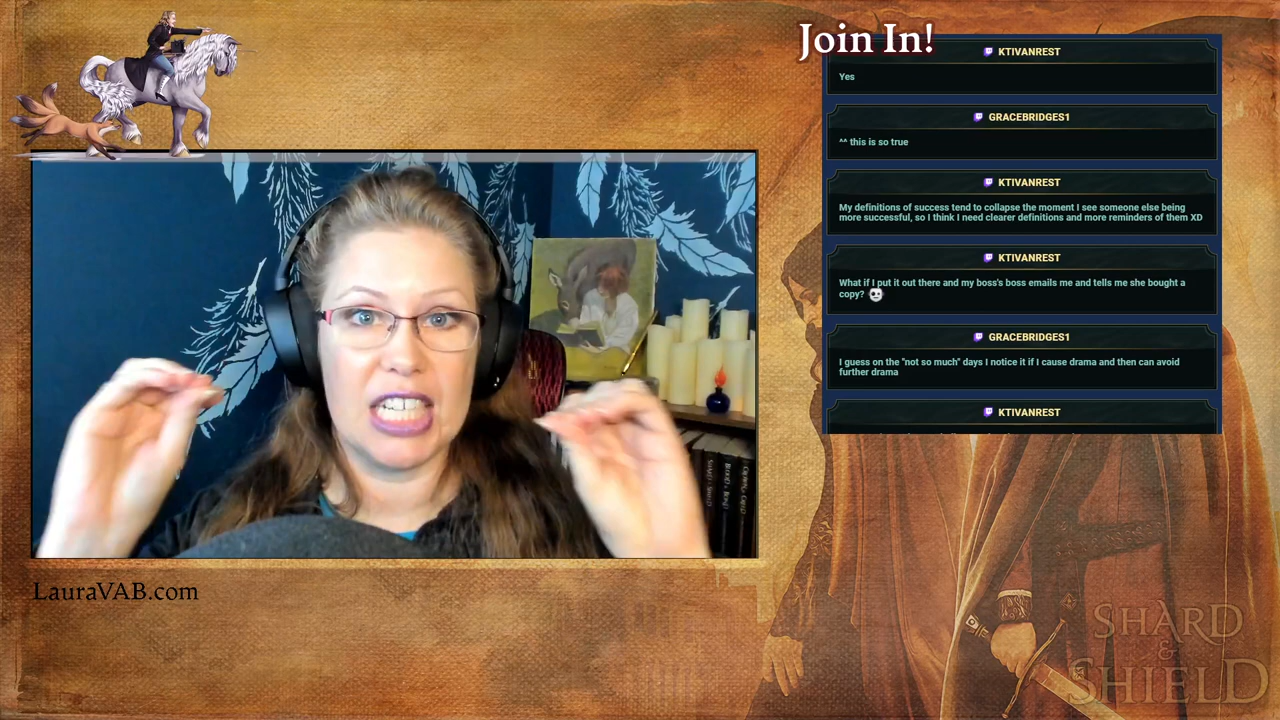 Join In!
KTIVANREST
Yes
GRACEBRIDGES1
^^ this is so true
KTIVANREST
My definitions of success tend to collapse the moment I see someone else being
more successful, so I think I need clearer definitions and more reminders of them XD
KTIVANREST
What if I put it out there and my boss's boss emails me and tells me she bought a
copy?
GRACEBRIDGES1
I guess on the "not so much" days I notice it if I cause drama and then can avoid
further drama
KTIVANREST
LauraVAB.com
SHARD
&
SHIELD